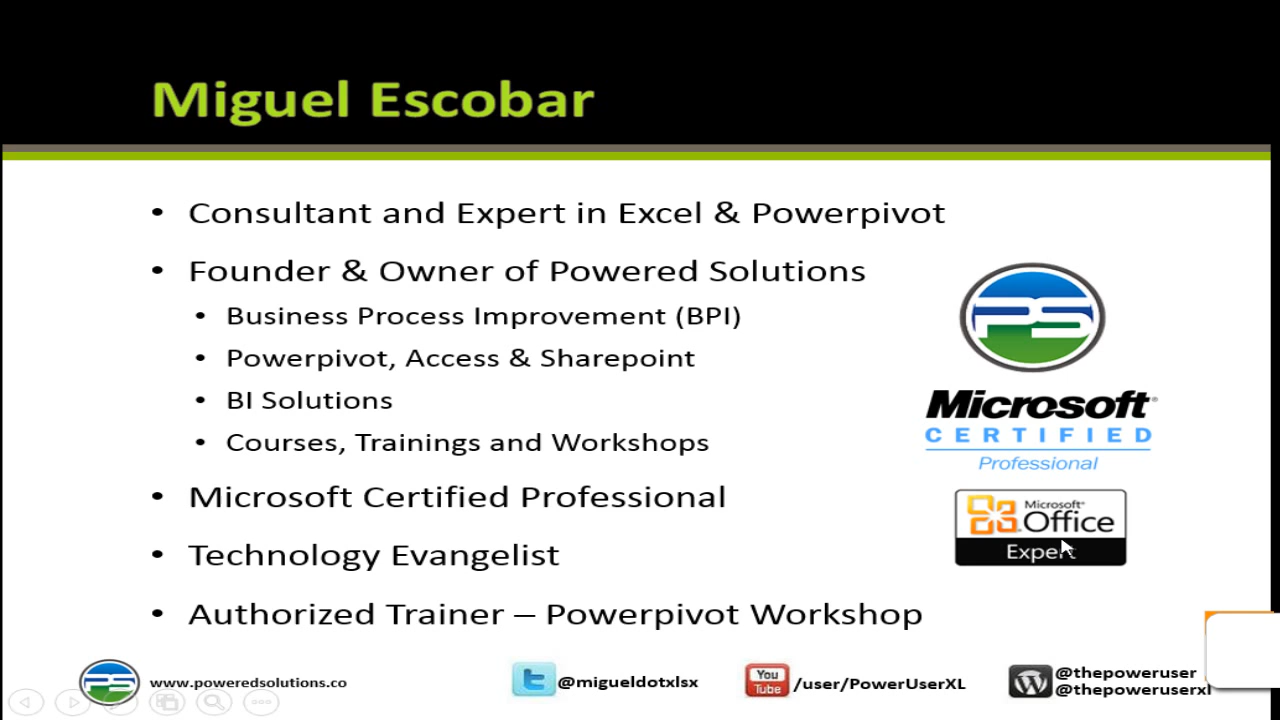 Miguel Escobar
• Consultant and Expert in Excel & Powerpivot
• Founder & Owner of Powered Solutions
• Business Process Improvement (BPI)
• Powerpivot, Access & Sharepoint
• BI Solutions
• Courses, Trainings and Workshops
• Microsoft Certified Professional
• Technology Evangelist
• Authorized Trainer – Powerpivot Workshop
PS
Microsoft
CERTIFIED
Professional
Microsoft
Office
Expert
PS
www.poweredsolutions.co
@migueldotxlsx
You
Tube
/user/PowerUserXL
@thepoweruser
@thepoweruserxl